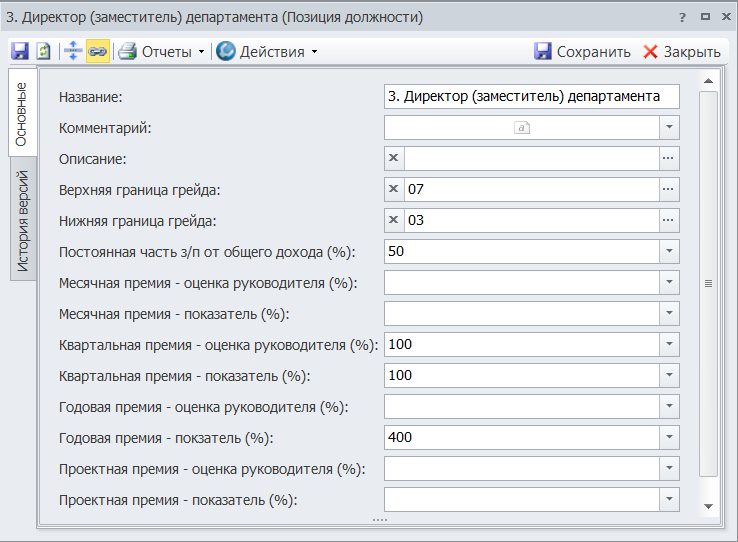 3. Директор (заместитель) департамента (Позиция должности)
Отчеты Действия Сохранить Закрыть
Основные
История версий
Название: 3. Директор (заместитель) департамента
Комментарий: a
Описание:
Верхняя граница грейда: 07
Нижняя граница грейда: 03
Постоянная часть з/п от общего дохода (%): 50
Месячная премия - оценка руководителя (%):
Месячная премия - показатель (%):
Квартальная премия - оценка руководителя (%): 100
Квартальная премия - показатель (%): 100
Годовая премия - оценка руководителя (%):
Годовая премия - покзатель (%): 400
Проектная премия - оценка руководителя (%):
Проектная премия - показатель (%):